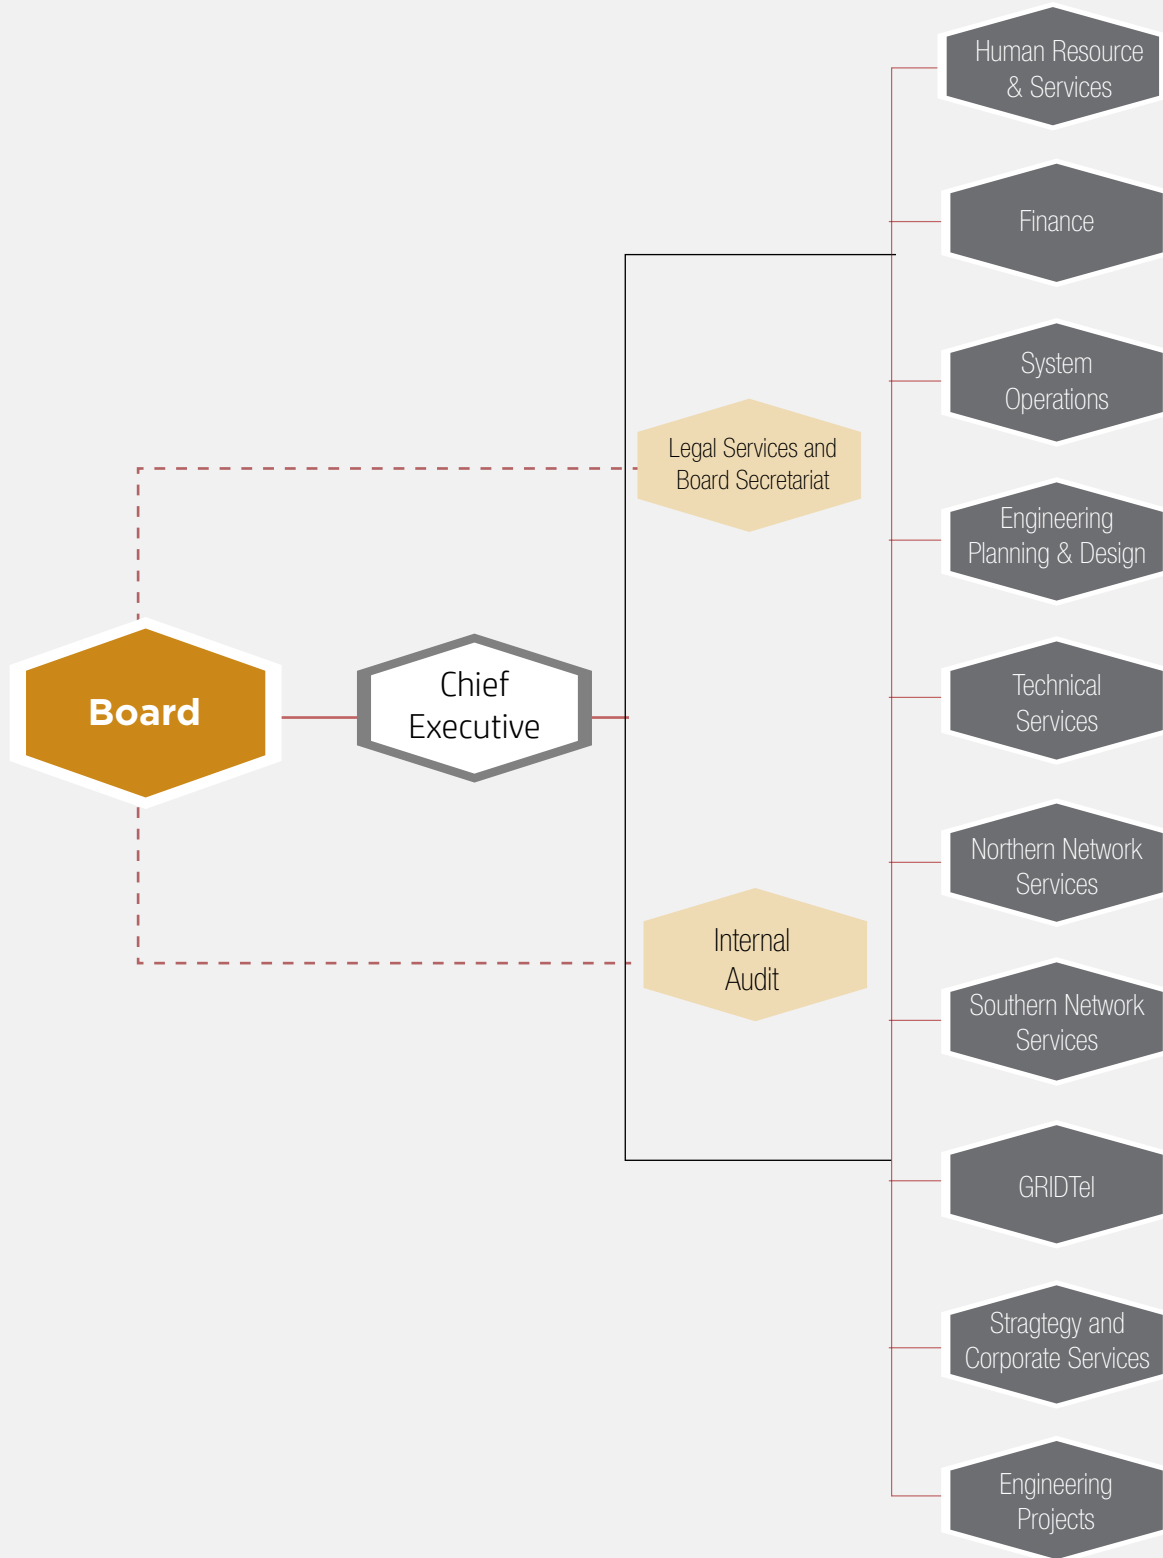 Human Resource
& Services
Finance
System
Operations
Legal Services and
Board Secretariat
Engineering
Planning & Design
Board
Chief
Executive
Technical
Services
Northern Network
Services
Internal
Audit
Southern Network
Services
GRIDTel
Stragtegy and
Corporate Services
Engineering
Projects